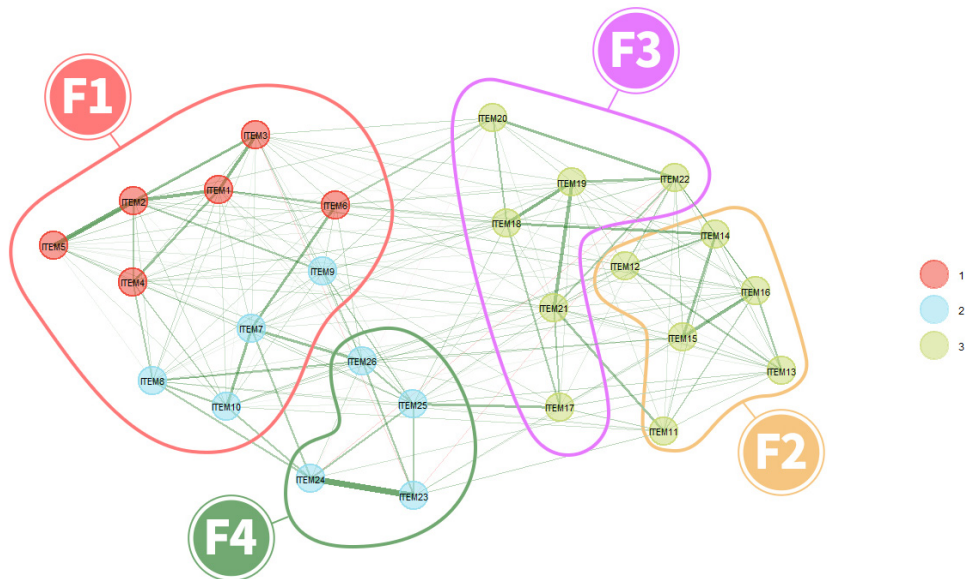 F3
F1
ITEM20
ITEM3
ITEM19
ITEM22
ITEM1
ITEM2
ITEM6
ITEM18
ITEM14
ITEM5
ITEM9
ITEM12
ITEM4
ITEM16
1
ITEM21
2
ITEM7
ITEM15
3
ITEM26
ITEM13
ITEM8
ITEM10
ITEM25
ITEM17
ITEM11
F2
ITEM24
ITEM23
F4